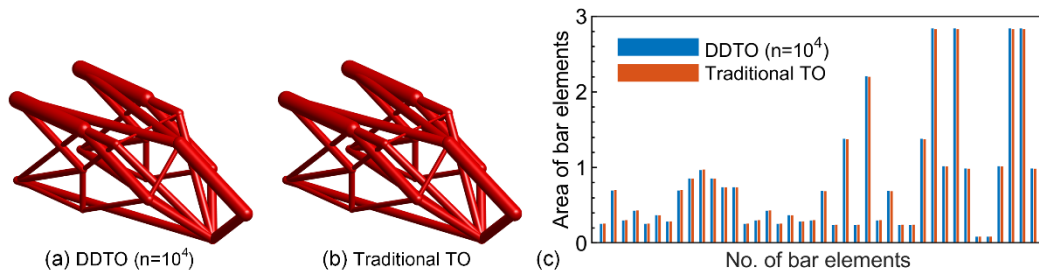 (a) DDTO (n=10⁴)
(b) Traditional TO
(c)
Area of bar elements
3
2
1
0
DDTO (n=10⁴)
Traditional TO
No. of bar elements